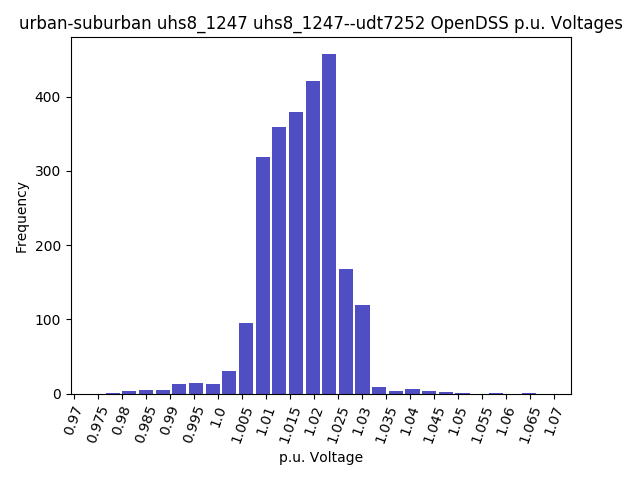 urban-suburban uhs8_1247 uhs8_1247--udt7252 OpenDSS p.u. Voltages
Frequency
400
300
200
100
0
0.97 0.975 0.98 0.985 0.99 0.995 1.0 1.005 1.01 1.015 1.02 1.025 1.03 1.035 1.04 1.045 1.05 1.055 1.06 1.065 1.07
p.u. Voltage